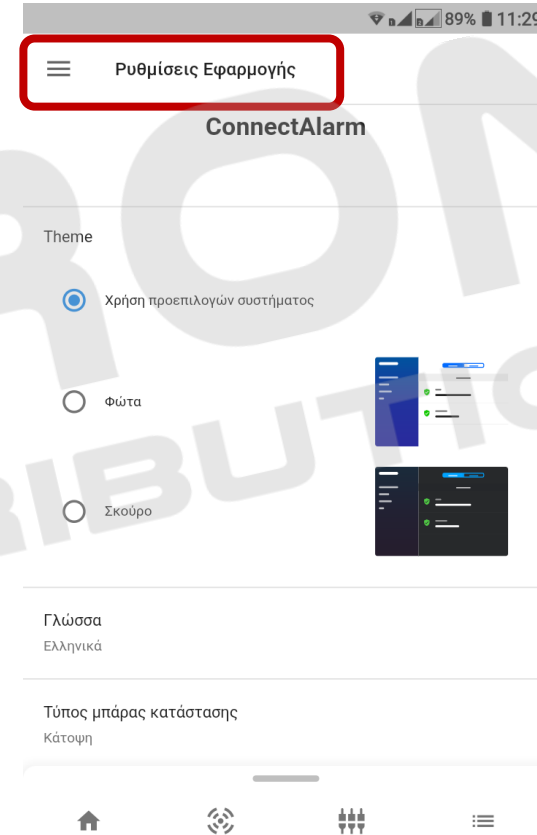 89% 11:29
Ρυθμίσεις Εφαρμογής
ConnectAlarm
Theme
Χρήση προεπιλογών συστήματος
Φώτα
Σκούρο
Γλώσσα
Ελληνικά
Τύπος μπάρας κατάστασης
Κάτοψη